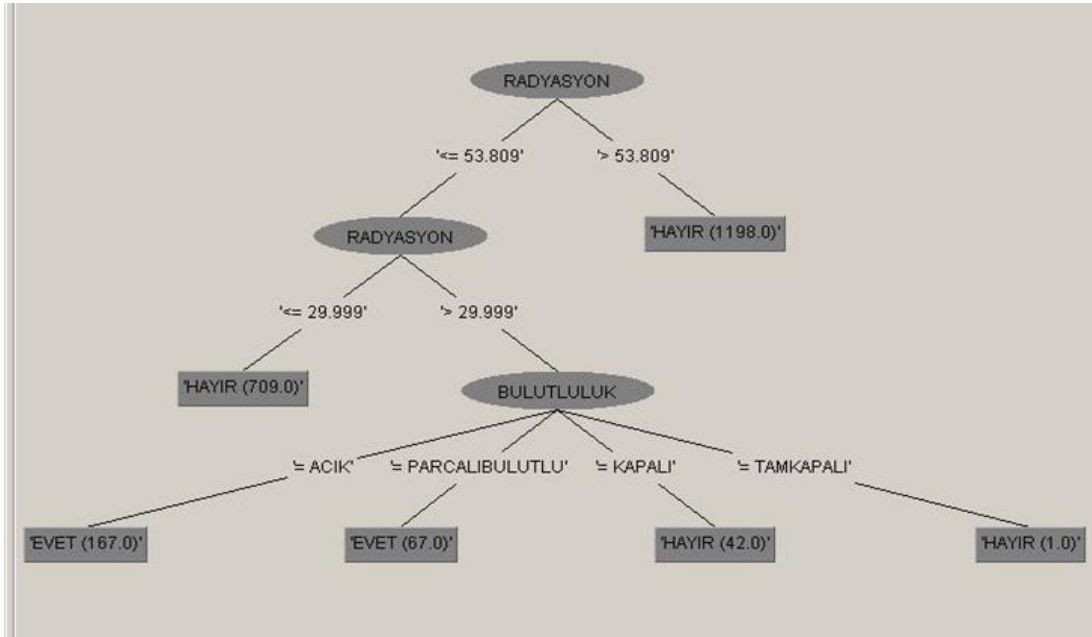 RADYASYON
'<= 53.809' '> 53.809'
RADYASYON 'HAYIR (1198.0)'
'<= 29.999' '> 29.999'
'HAYIR (709.0)' BULUTLULUK
'= ACIK' '= PARCALIBULUTLU' '= KAPALI' '= TAMKAPALI'
'EVET (167.0)' 'EVET (67.0)' 'HAYIR (42.0)' 'HAYIR (1.0)'